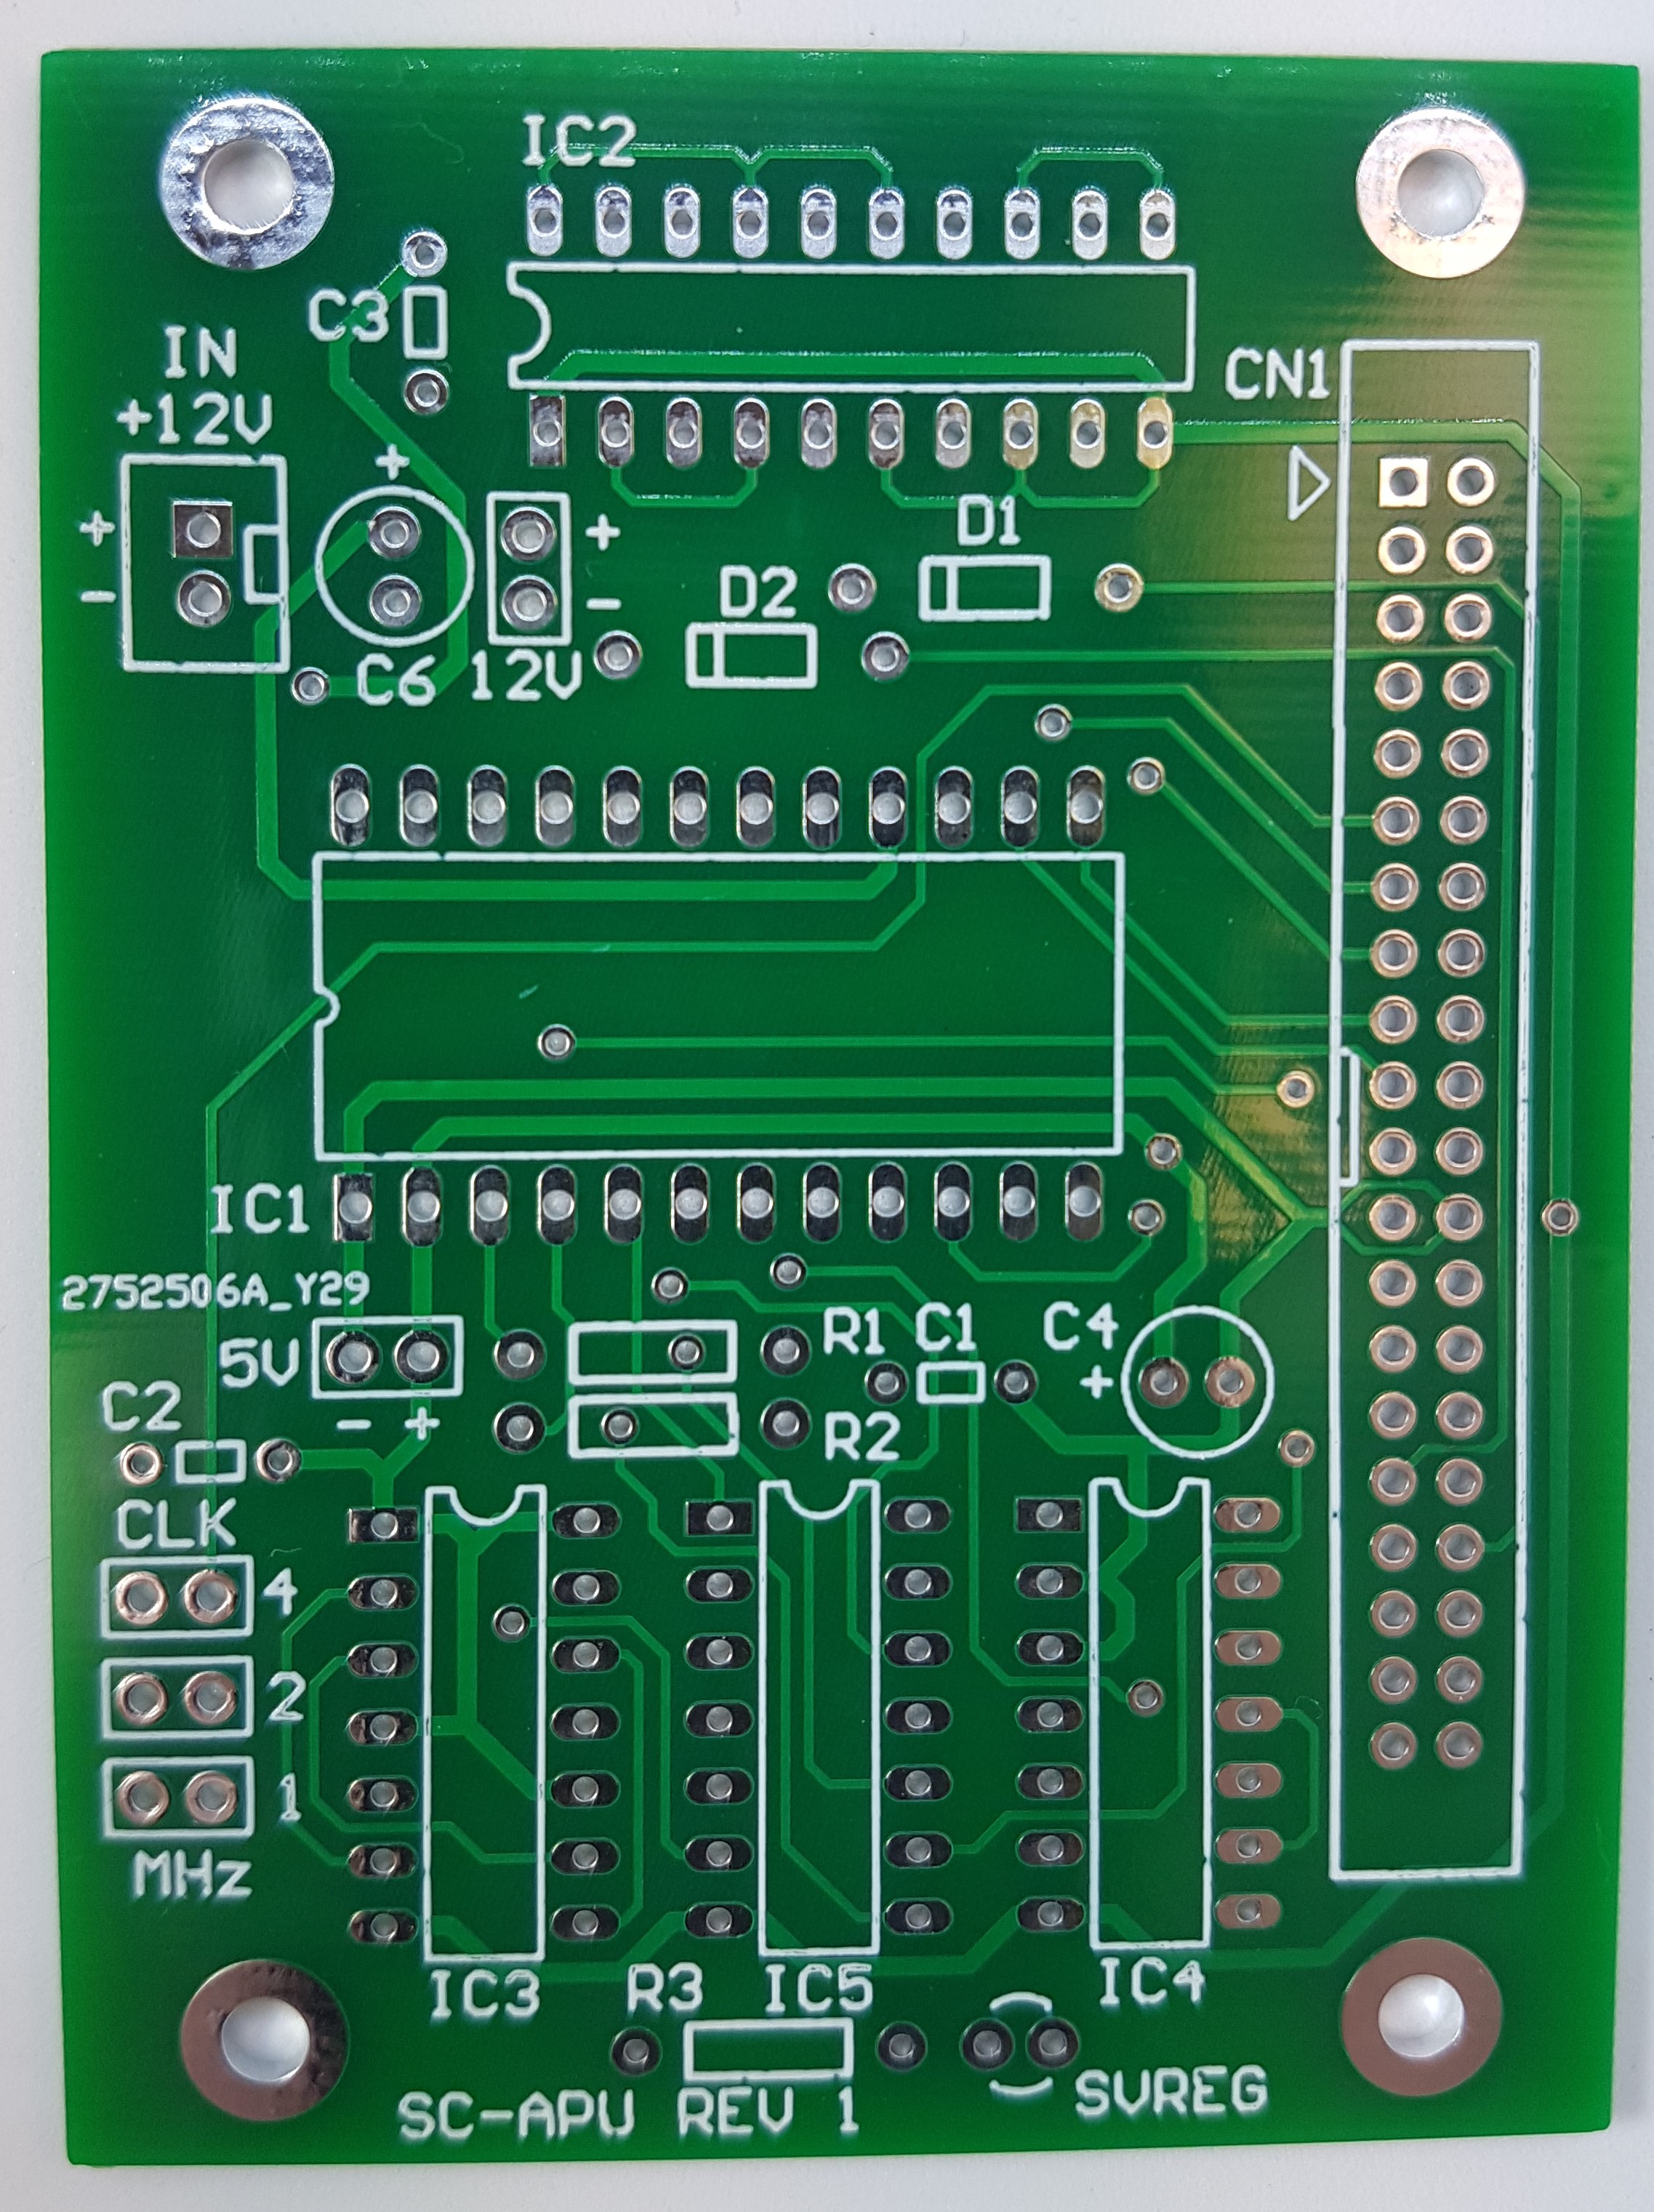 IC2
C3
IN
+12V
CN1
+
+
-
+
-
D1
D2
C6
12V
IC1
2752506A_Y29
5V
- +
R1
C1
C4
+
R2
C2
CLK
4
2
1
MHz
IC3
R3
IC5
IC4
SC-APU REV 1
SVREG